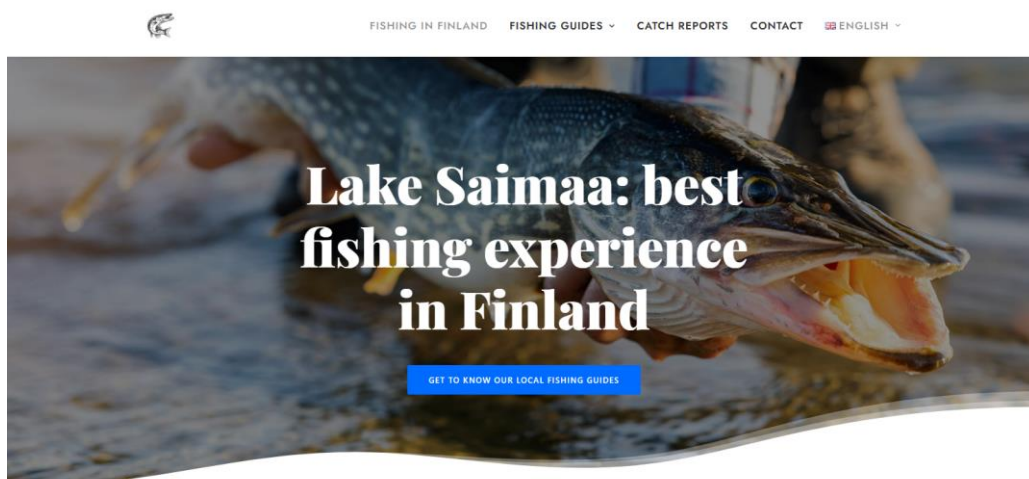 FISHING IN FINLAND FISHING GUIDES CATCH REPORTS CONTACT ENGLISH
Lake Saimaa: best
fishing experience
in Finland
GET TO KNOW OUR LOCAL FISHING GUIDES